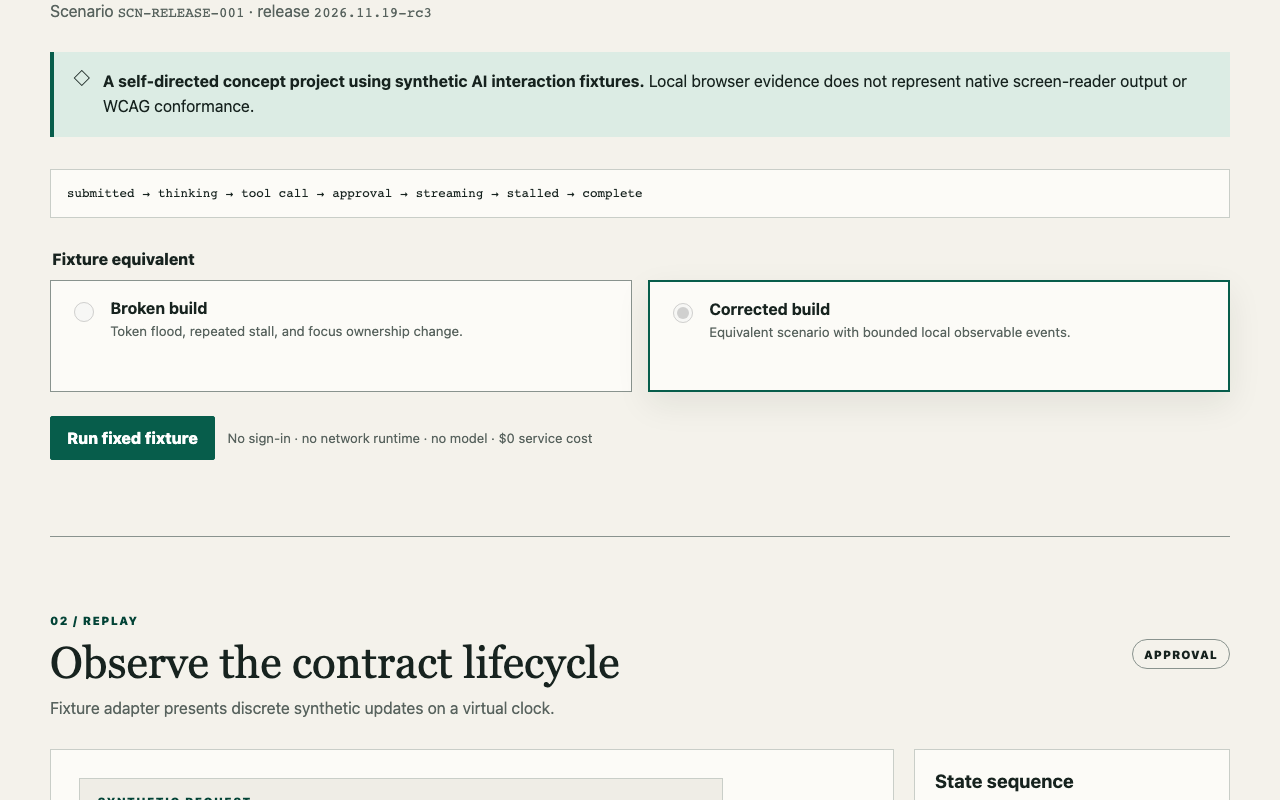 Scenario SCN-RELEASE-001 · release 2026.11.19-rc3
A self-directed concept project using synthetic AI interaction fixtures. Local browser evidence does not represent native screen-reader output or
WCAG conformance.
submitted → thinking → tool call → approval → streaming → stalled → complete
Fixture equivalent
Broken build
Token flood, repeated stall, and focus ownership change.
Corrected build
Equivalent scenario with bounded local observable events.
Run fixed fixture
No sign-in · no network runtime · no model · $0 service cost
02 / REPLAY
Observe the contract lifecycle
APPROVAL
Fixture adapter presents discrete synthetic updates on a virtual clock.
State sequence
SYNTHETIC REQUEST